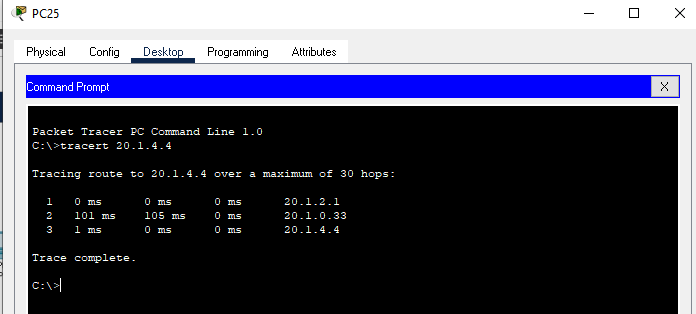 PC25
Physical Config Desktop Programming Attributes
Command Prompt
X
Packet Tracer PC Command Line 1.0
C:\>tracert 20.1.4.4
Tracing route to 20.1.4.4 over a maximum of 30 hops:
1 0 ms 0 ms 0 ms 20.1.2.1
2 101 ms 105 ms 0 ms 20.1.0.33
3 1 ms 0 ms 0 ms 20.1.4.4
Trace complete.
C:\>